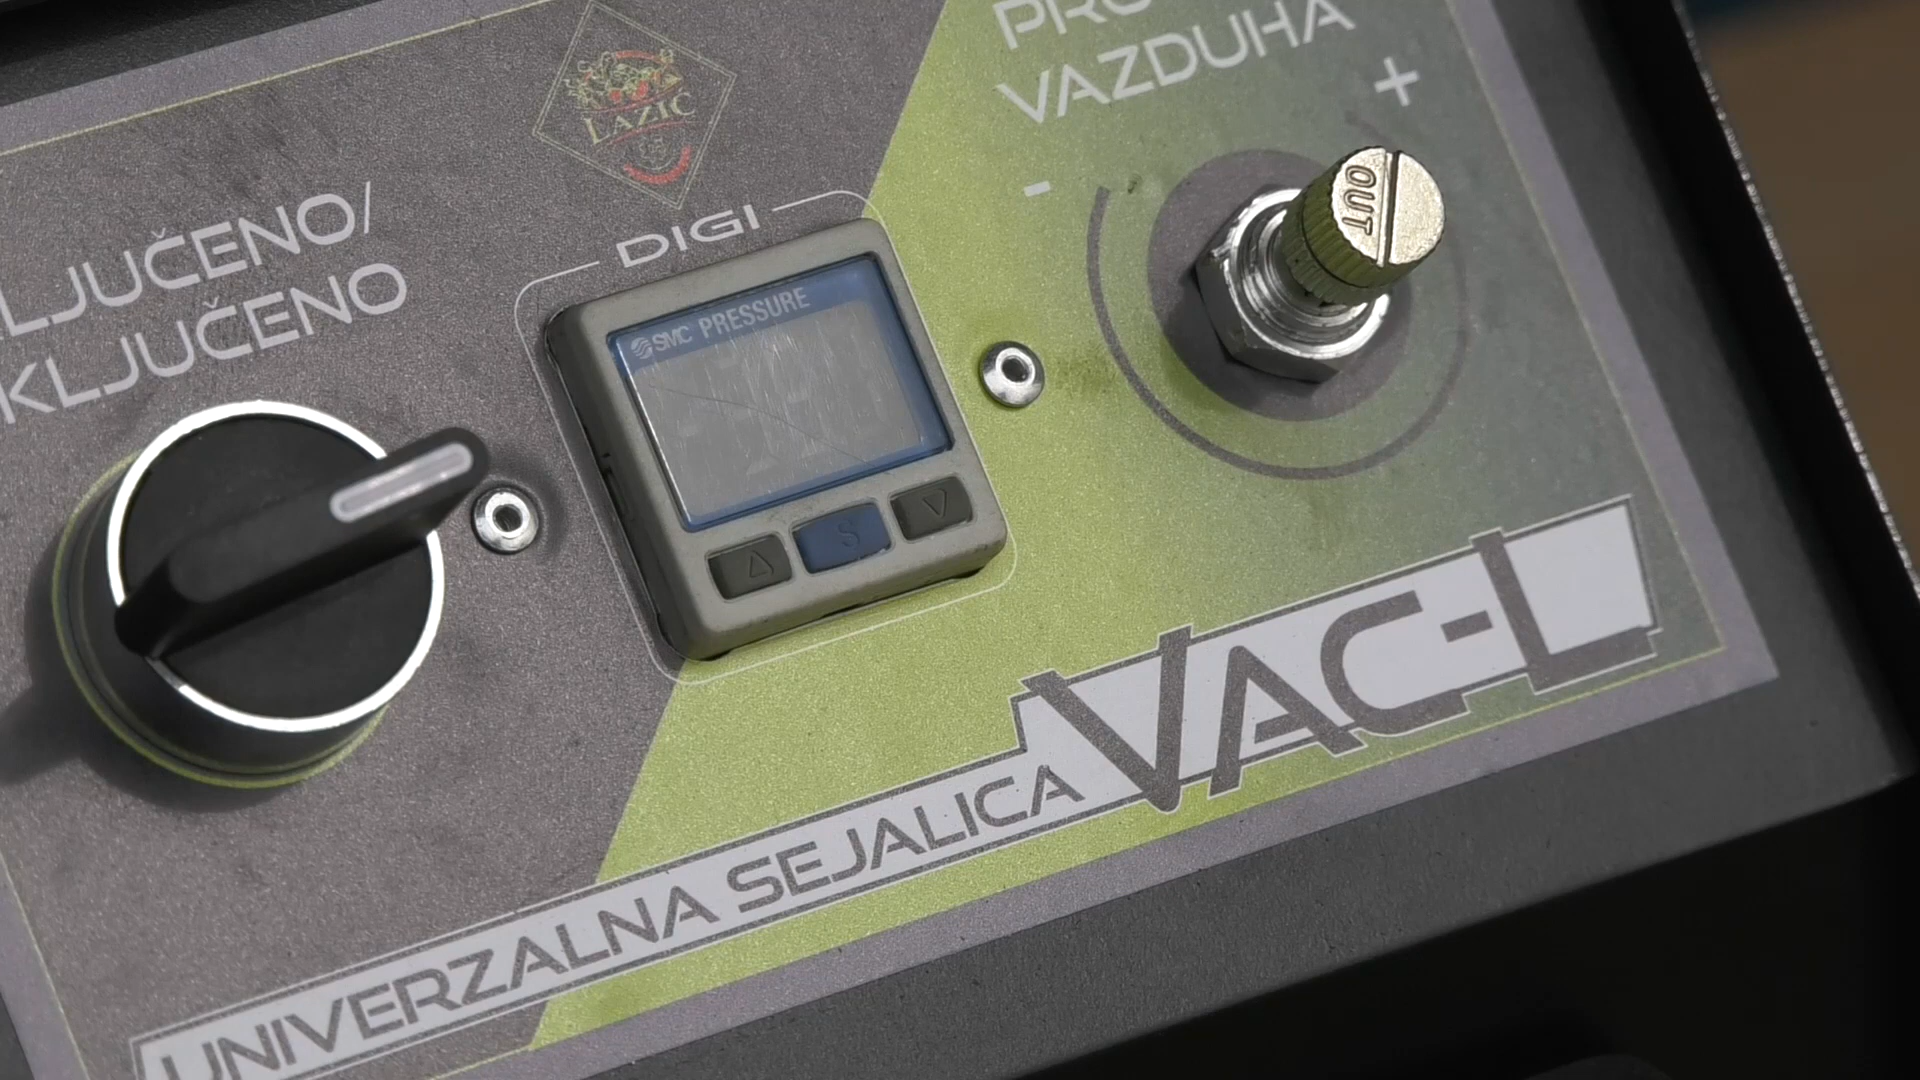 VAZDUHA
+
-
LAZIĆ
DIGI
LJUČENO/
KLJUČENO
SMC PRESSURE
OUT
S
UNIVERZALNA SEJALICA VAC-L